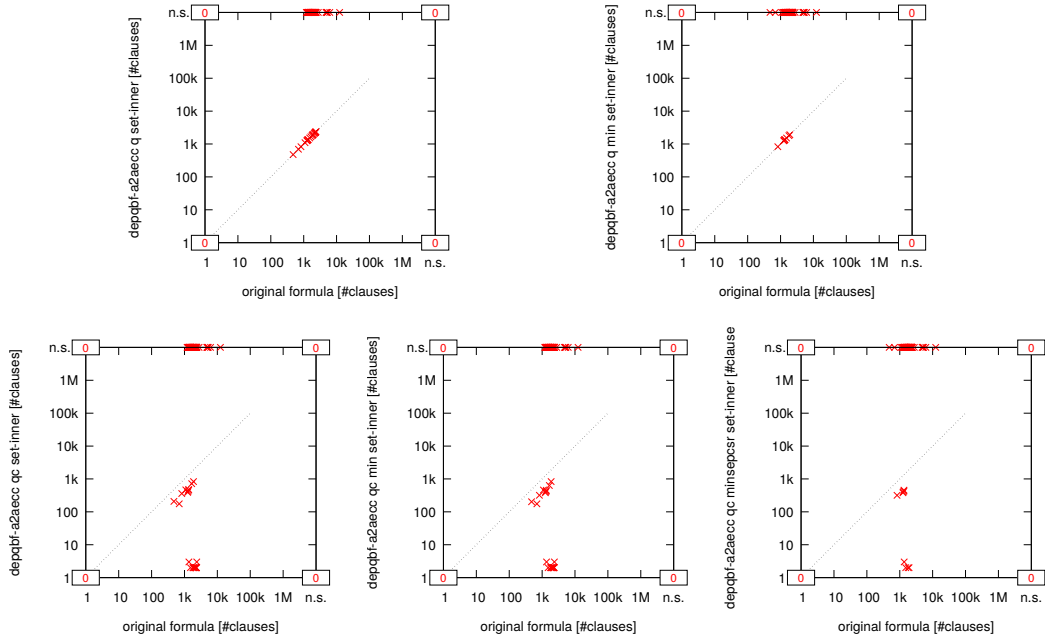 depqbf-a2aecc q set-inner [#clauses]
n.s.
1M
100k
10k
1k
100
10
1
0
0
0
0
1 10 100 1k 10k 100k 1M n.s.
original formula [#clauses]
depqbf-a2aecc q min set-inner [#clauses]
n.s.
1M
100k
10k
1k
100
10
1
0
0
0
0
1 10 100 1k 10k 100k 1M n.s.
original formula [#clauses]
depqbf-a2aecc qc set-inner [#clauses]
n.s.
1M
100k
10k
1k
100
10
1
0
0
0
0
1 10 100 1k 10k 100k 1M n.s.
original formula [#clauses]
depqbf-a2aecc qc min set-inner [#clauses]
n.s.
1M
100k
10k
1k
100
10
1
0
0
0
0
1 10 100 1k 10k 100k 1M n.s.
original formula [#clauses]
depqbf-a2aecc qc minsepcsr set-inner [#clause
n.s.
1M
100k
10k
1k
100
10
1
0
0
0
0
1 10 100 1k 10k 100k 1M n.s.
original formula [#clauses]